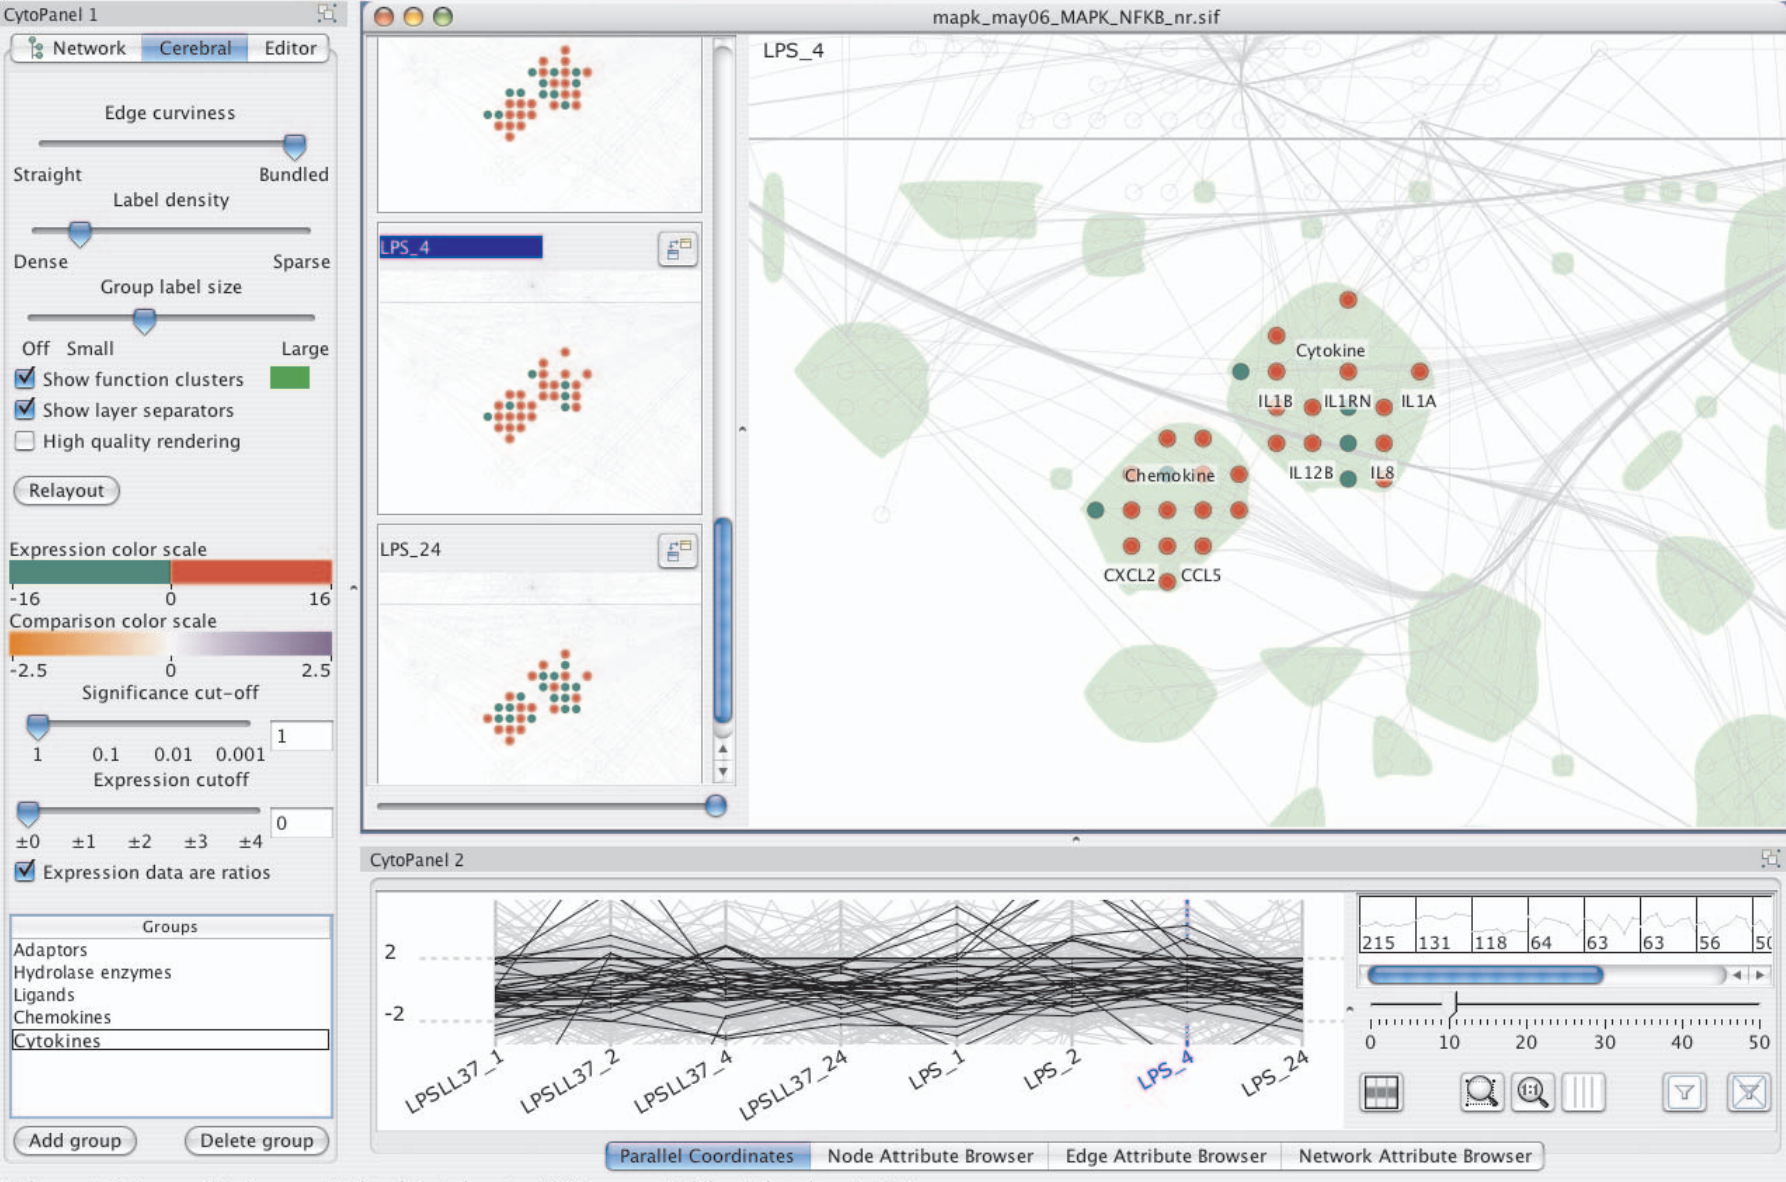 CytoPanel 1
Network Cerebral Editor
Edge curviness
Straight Bundled
Label density
Dense Sparse
Group label size
Off Small Large
Show function clusters
Show layer separators
High quality rendering
Relayout
Expression color scale
-16 0 16
Comparison color scale
-2.5 0 2.5
Significance cut-off
1
1 0.1 0.01 0.001
Expression cutoff
0
±0 ±1 ±2 ±3 ±4
Expression data are ratios
Groups
Adaptors
Hydrolase enzymes
Ligands
Chemokines
Cytokines
Add group Delete group
mapk_may06_MAPK_NFKB_nr.sif
LPS_4
LPS_24
LPS_4
Cytokine
IL1B IL1RN IL1A
IL12B IL8
Chemokine
CXCL2 CCL5
CytoPanel 2
2
-2
LPSLL37_1 LPSLL37_2 LPSLL37_4 LPSLL37_24 LPS_1 LPS_2 LPS_4 LPS_24
215 131 118 64 63 63 56
0 10 20 30 40 50
1:1
Parallel Coordinates Node Attribute Browser Edge Attribute Browser Network Attribute Browser